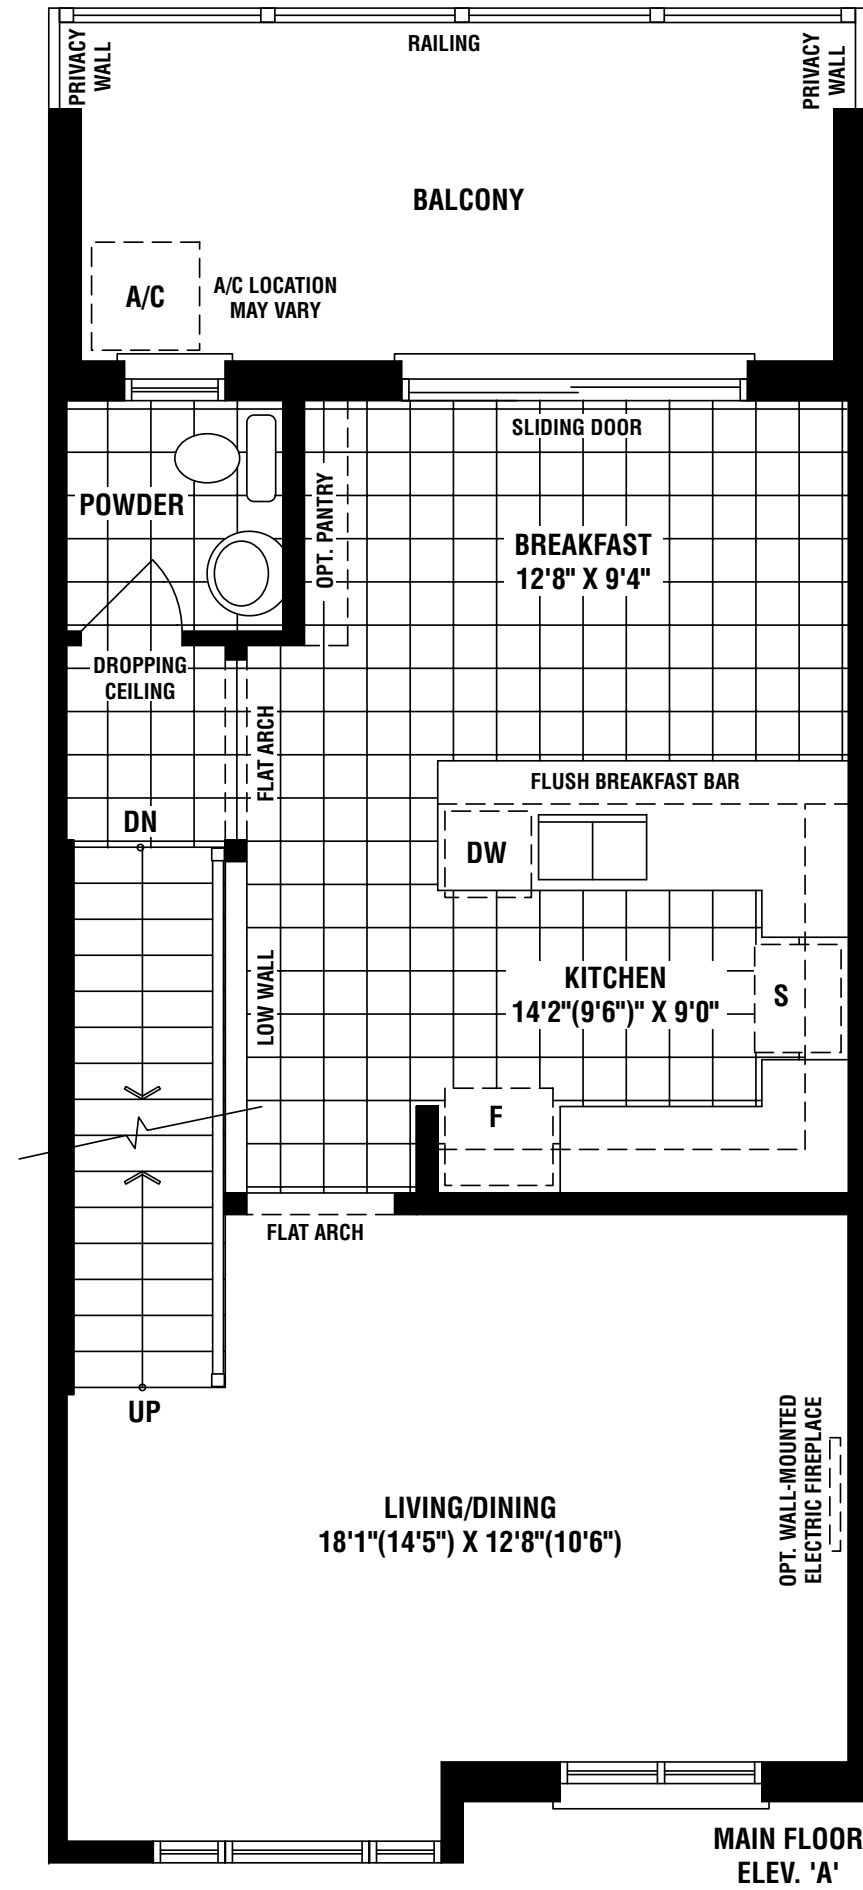 RAILING
PRIVACY
WALL
PRIVACY
WALL
BALCONY
A/C
A/C LOCATION
MAY VARY
SLIDING DOOR
POWDER
OPT. PANTRY
BREAKFAST
12'8" X 9'4"
DROPPING
CEILING
FLAT ARCH
FLUSH BREAKFAST BAR
DN
DW
LOW WALL
KITCHEN
14'2"(9'6")" X 9'0"
S
F
FLAT ARCH
UP
OPT. WALL-MOUNTED
ELECTRIC FIREPLACE
LIVING/DINING
18'1"(14'5") X 12'8"(10'6")
MAIN FLOOR
ELEV. 'A'